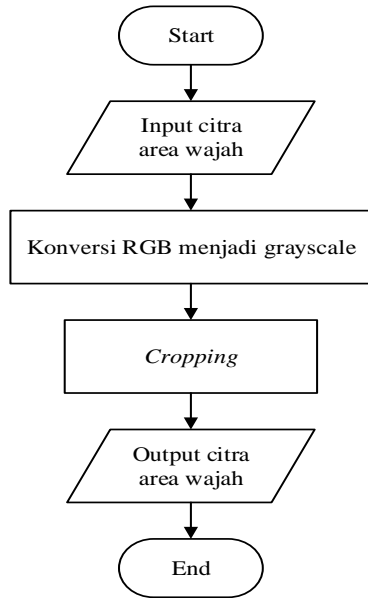 Start
Input citra
area wajah
Konversi RGB menjadi grayscale
Cropping
Output citra
area wajah
End